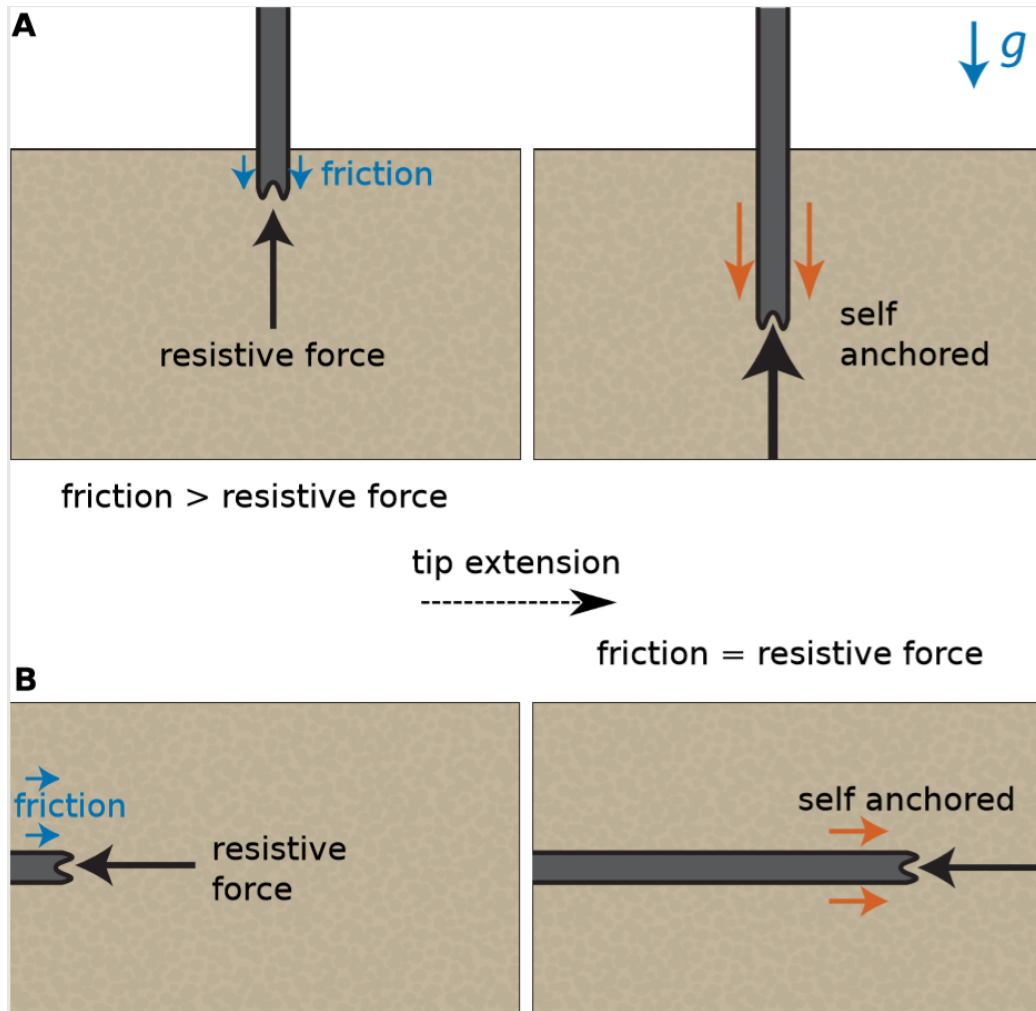 A
g
friction
resistive force
self
anchored
friction > resistive force
tip extension
friction = resistive force
B
friction
resistive
force
self anchored